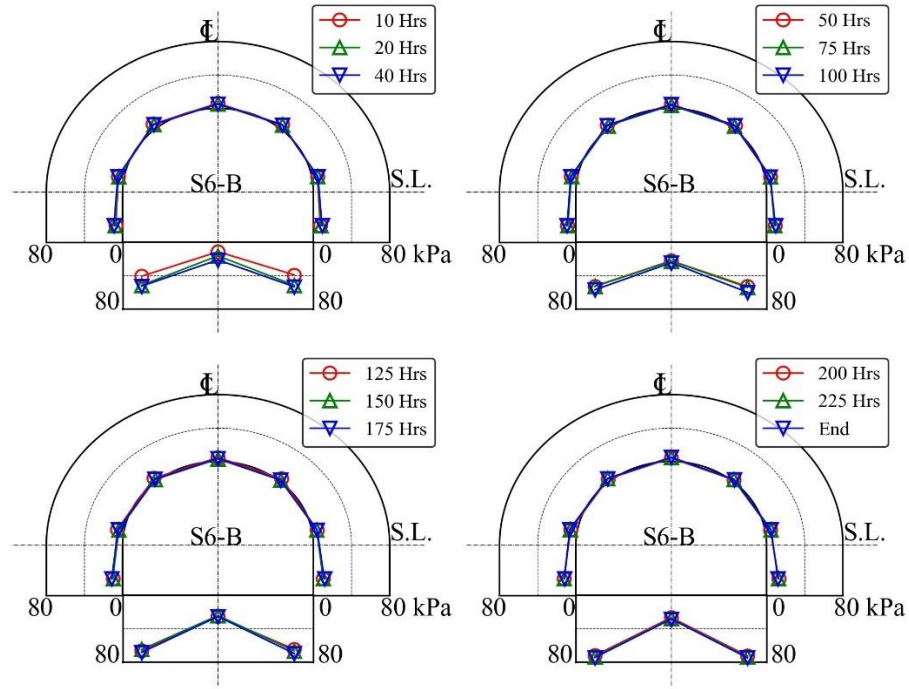 10 Hrs
20 Hrs
40 Hrs
℄
S6-B
S.L.
80 0 0 80 kPa
80 80
50 Hrs
75 Hrs
100 Hrs
℄
S6-B
S.L.
80 0 0 80 kPa
80 80
125 Hrs
150 Hrs
175 Hrs
℄
S6-B
S.L.
80 0 0 80 kPa
80 80
200 Hrs
225 Hrs
End
℄
S6-B
S.L.
80 0 0 80 kPa
80 80